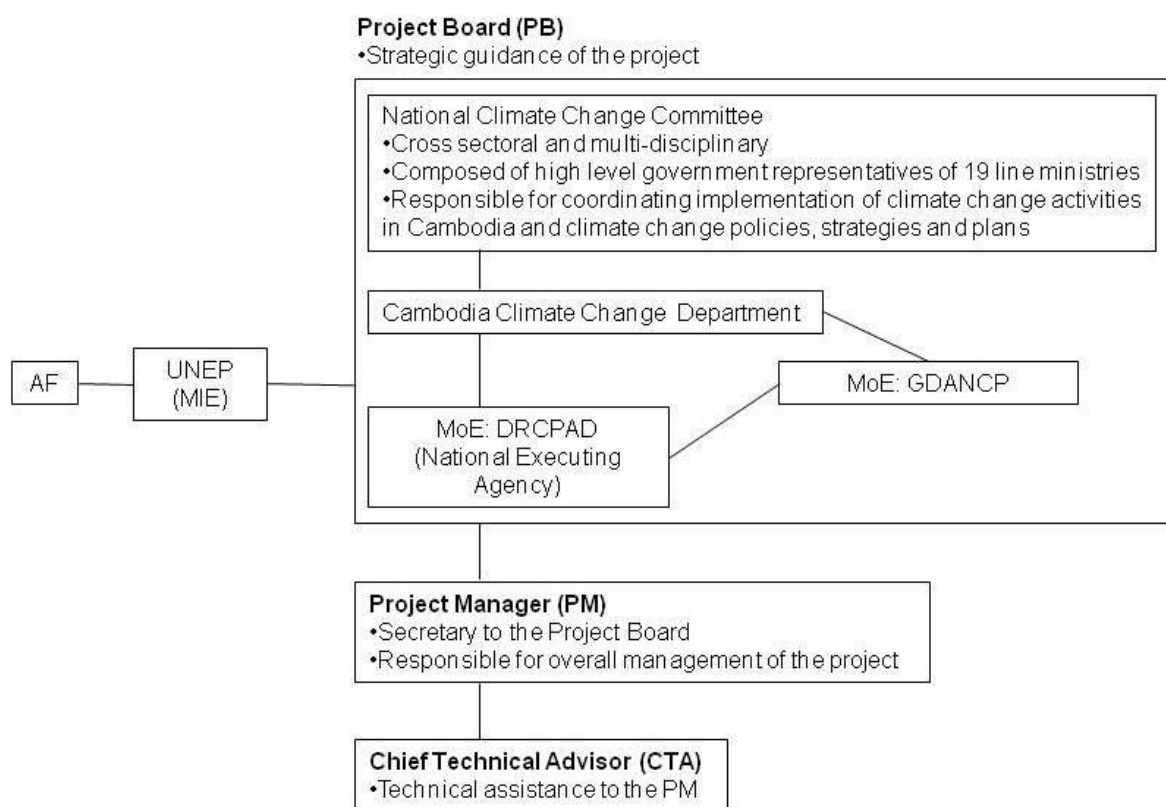 Project Board (PB)
•Strategic guidance of the project
National Climate Change Committee
•Cross sectoral and multi-disciplinary
•Composed of high level government representatives of 19 line ministries
•Responsible for coordinating implementation of climate change activities
in Cambodia and climate change policies, strategies and plans
Cambodia Climate Change Department
AF
UNEP
(MIE)
MoE: GDANCP
MoE: DRCPAD
(National Executing
Agency)
Project Manager (PM)
•Secretary to the Project Board
•Responsible for overall management of the project
Chief Technical Advisor (CTA)
•Technical assistance to the PM